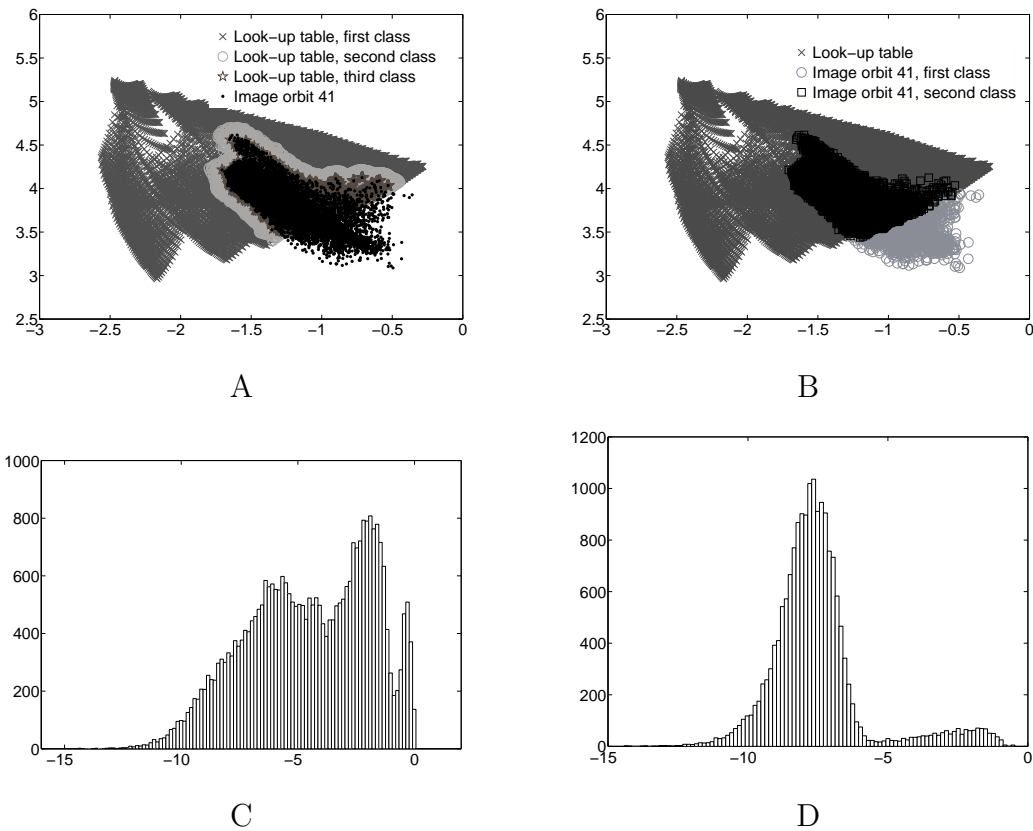 6
5.5
5
4.5
4
3.5
3
2.5
−3 −2.5 −2 −1.5 −1 −0.5 0
Look−up table, first class
Look−up table, second class
Look−up table, third class
Image orbit 41
A
6
5.5
5
4.5
4
3.5
3
2.5
−3 −2.5 −2 −1.5 −1 −0.5 0
Look−up table
Image orbit 41, first class
Image orbit 41, second class
B
1000
800
600
400
200
0
−15 −10 −5 0
C
1200
1000
800
600
400
200
0
−15 −10 −5 0
D